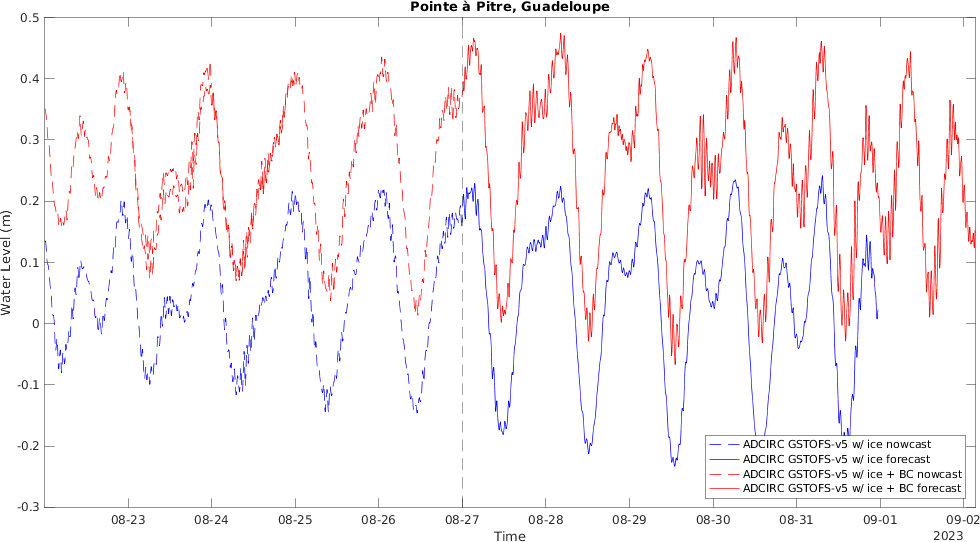 Pointe à Pitre, Guadeloupe
0.5
0.4
0.3
0.2
0.1
0
-0.1
-0.2
-0.3
Water Level (m)
ADCIRC GSTOFS-v5 w/ ice nowcast
ADCIRC GSTOFS-v5 w/ ice forecast
ADCIRC GSTOFS-v5 w/ ice + BC nowcast
ADCIRC GSTOFS-v5 w/ ice + BC forecast
08-23 08-24 08-25 08-26 08-27 08-28 08-29 08-30 08-31 09-01 09-02
Time
2023